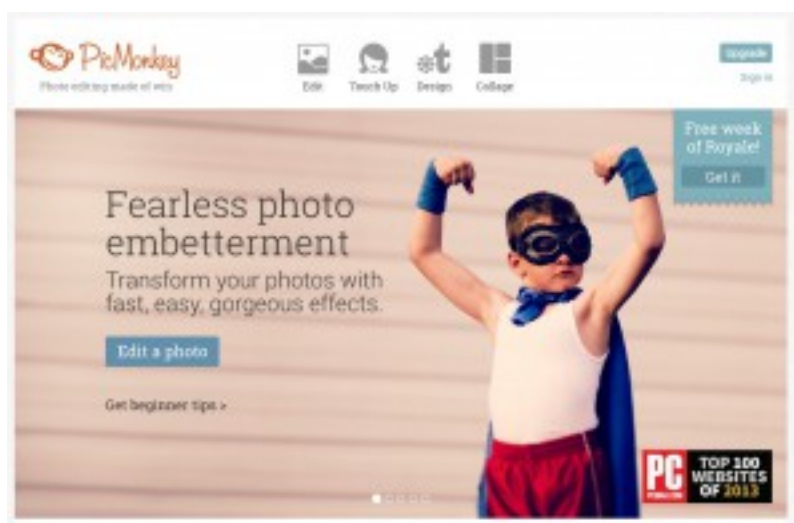 PicMonkey
Photo editing made of win
Edit
Touch Up
Design
Collage
Upgrade
Sign in
Free week
of Royale!
Get it
Fearless photo
embetterment
Transform your photos with
fast, easy, gorgeous effects.
Edit a photo
Get beginner tips >
PC
TOP 100
WEBSITES
OF 2013